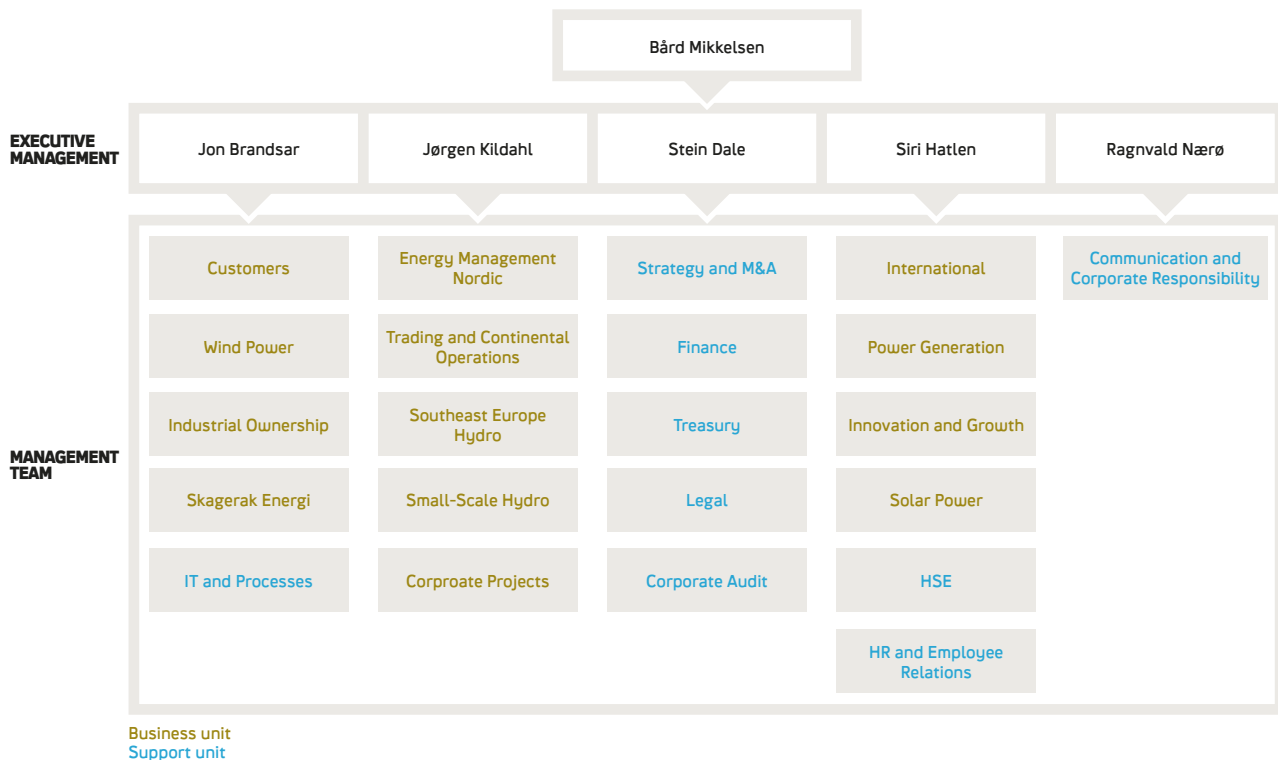 Bård Mikkelsen
EXECUTIVE
MANAGEMENT
Jon Brandsar
Jørgen Kildahl
Stein Dale
Siri Hatlen
Ragnvald Nærø
MANAGEMENT
TEAM
Customers
Wind Power
Industrial Ownership
Skagerak Energi
IT and Processes
Energy Management
Nordic
Trading and Continental
Operations
Southeast Europe
Hydro
Small-Scale Hydro
Corproate Projects
Strategy and M&A
Finance
Treasury
Legal
Corporate Audit
International
Power Generation
Innovation and Growth
Solar Power
HSE
HR and Employee
Relations
Communication and
Corporate Responsibility
Business unit
Support unit